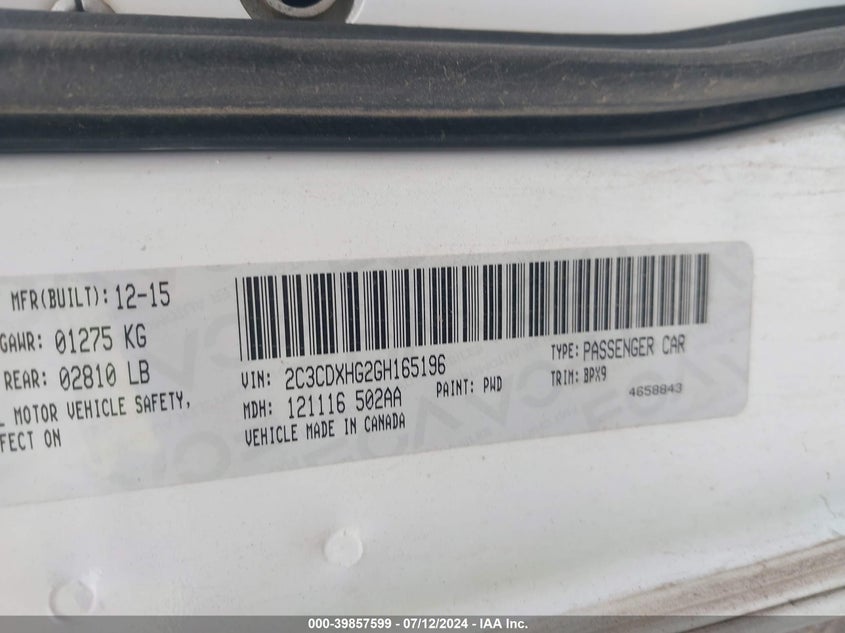 MFR(BUILT): 12-15
GAWR: 01275 KG
REAR: 02810 LB
MOTOR VEHICLE SAFETY,
ON
VIN: 2C3CDXHG2GH165196
TYPE: PASSENGER CAR
MDH: 121116 502AA
PAINT: PWD
TRIM: BPX9
VEHICLE MADE IN CANADA
4658843
000-39857599 - 07/12/2024 - IAA Inc.